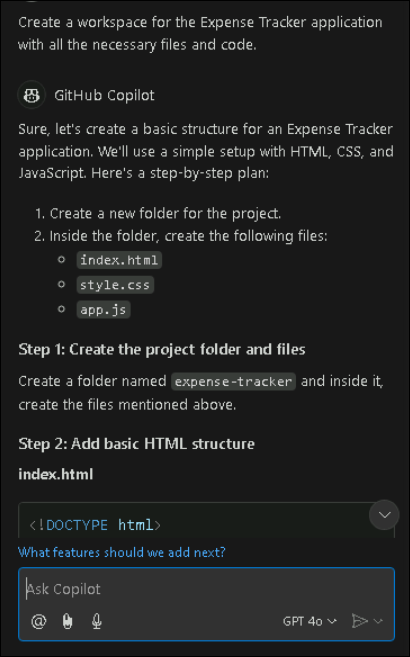 Create a workspace for the Expense Tracker application
with all the necessary files and code.
GitHub Copilot
Sure, let's create a basic structure for an Expense Tracker
application. We'll use a simple setup with HTML, CSS, and
JavaScript. Here's a step-by-step plan:
1. Create a new folder for the project.
2. Inside the folder, create the following files:
index.html
style.css
app.js
Step 1: Create the project folder and files
Create a folder named expense-tracker and inside it,
create the files mentioned above.
Step 2: Add basic HTML structure
index.html
<!DOCTYPE html>
What features should we add next?
Ask Copilot
@ GPT 4o